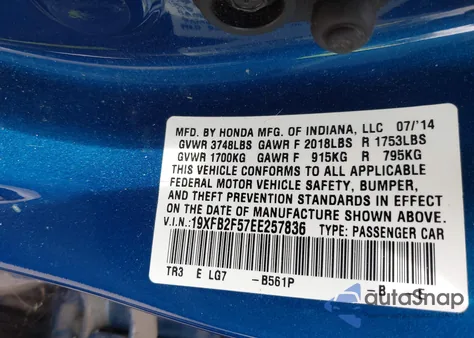 MFD. BY HONDA MFG. OF INDIANA, LLC 07/'14
GVWR 3748LBS GAWR F 2018LBS R 1753LBS
GVWR 1700KG GAWR F 915KG R 795KG
THIS VEHICLE CONFORMS TO ALL APPLICABLE
FEDERAL MOTOR VEHICLE SAFETY, BUMPER,
AND THEFT PREVENTION STANDARDS IN EFFECT
ON THE DATE OF MANUFACTURE SHOWN ABOVE.
V.I.N.:19XFB2F57EE257836 TYPE: PASSENGER CAR
TR3 E LG7 -B561P -B S
autosnap